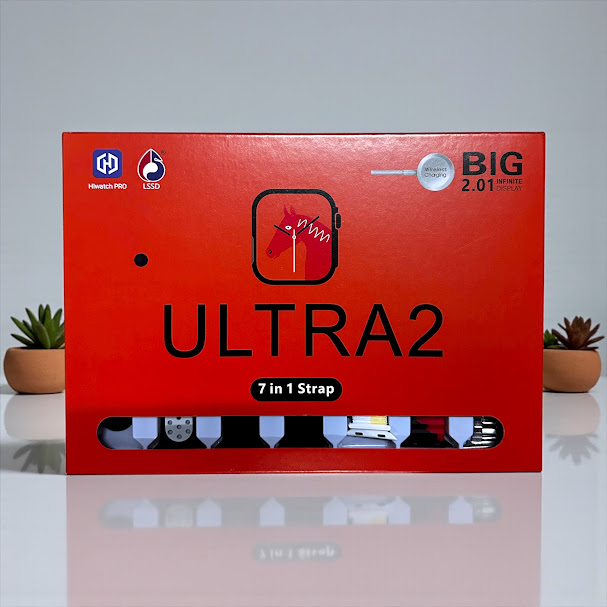 Hiwatch PRO
LSSD
Wireless
Charging
BIG
2.01 INFINITE
DISPLAY
ULTRA2
7 in 1 Strap